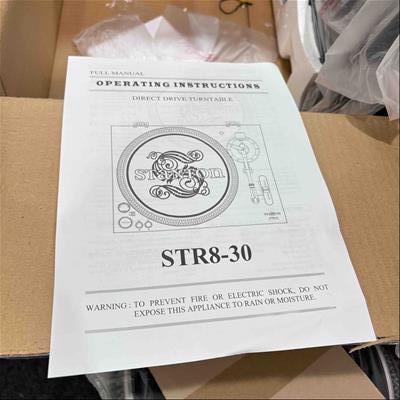 FULL MANUAL
OPERATING INSTRUCTIONS
DIRECT DRIVE TURNTABLE
STANTON
STR8-30
WARNING : TO PREVENT FIRE OR ELECTRIC SHOCK, DO NOT
EXPOSE THIS APPLIANCE TO RAIN OR MOISTURE.